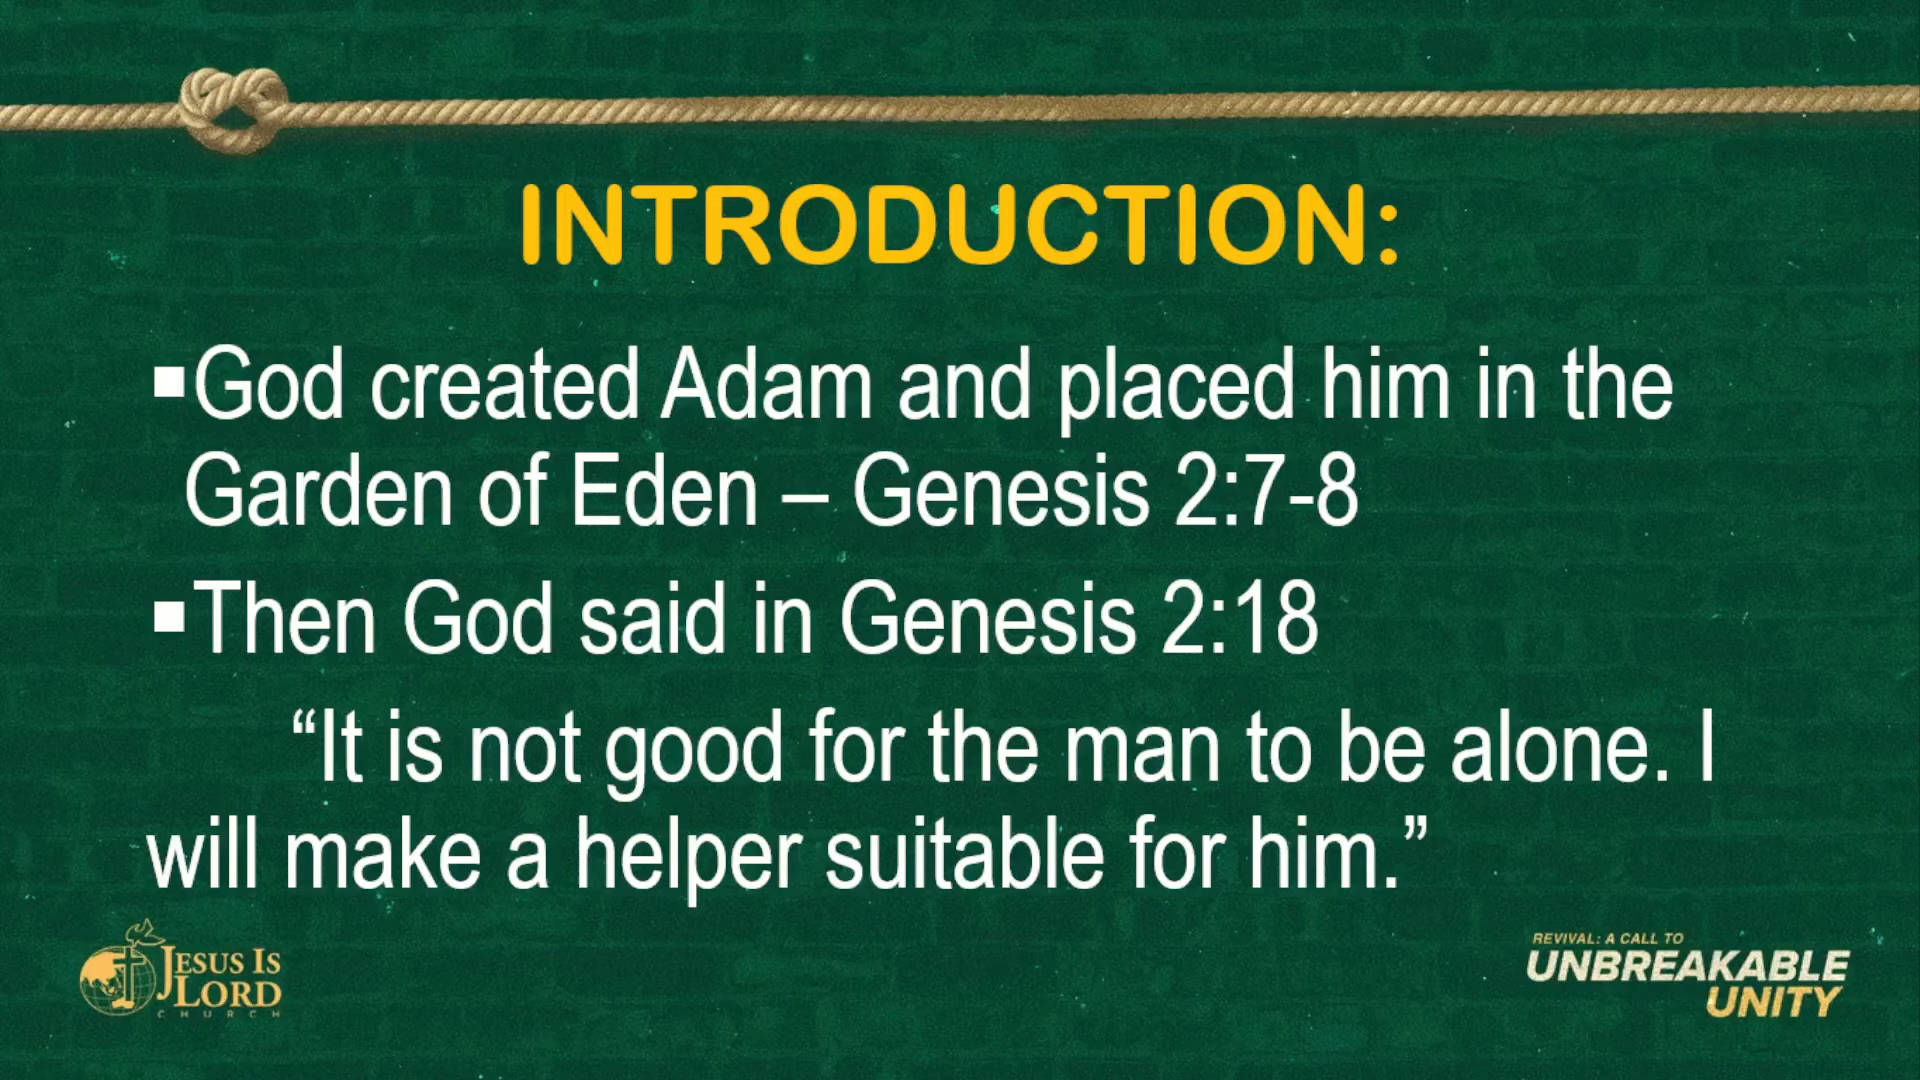 INTRODUCTION:
▪God created Adam and placed him in the
Garden of Eden – Genesis 2:7-8
▪Then God said in Genesis 2:18
“It is not good for the man to be alone. I
will make a helper suitable for him.”
JESUS IS
LORD
CHURCH
REVIVAL: A CALL TO
UNBREAKABLE
UNITY